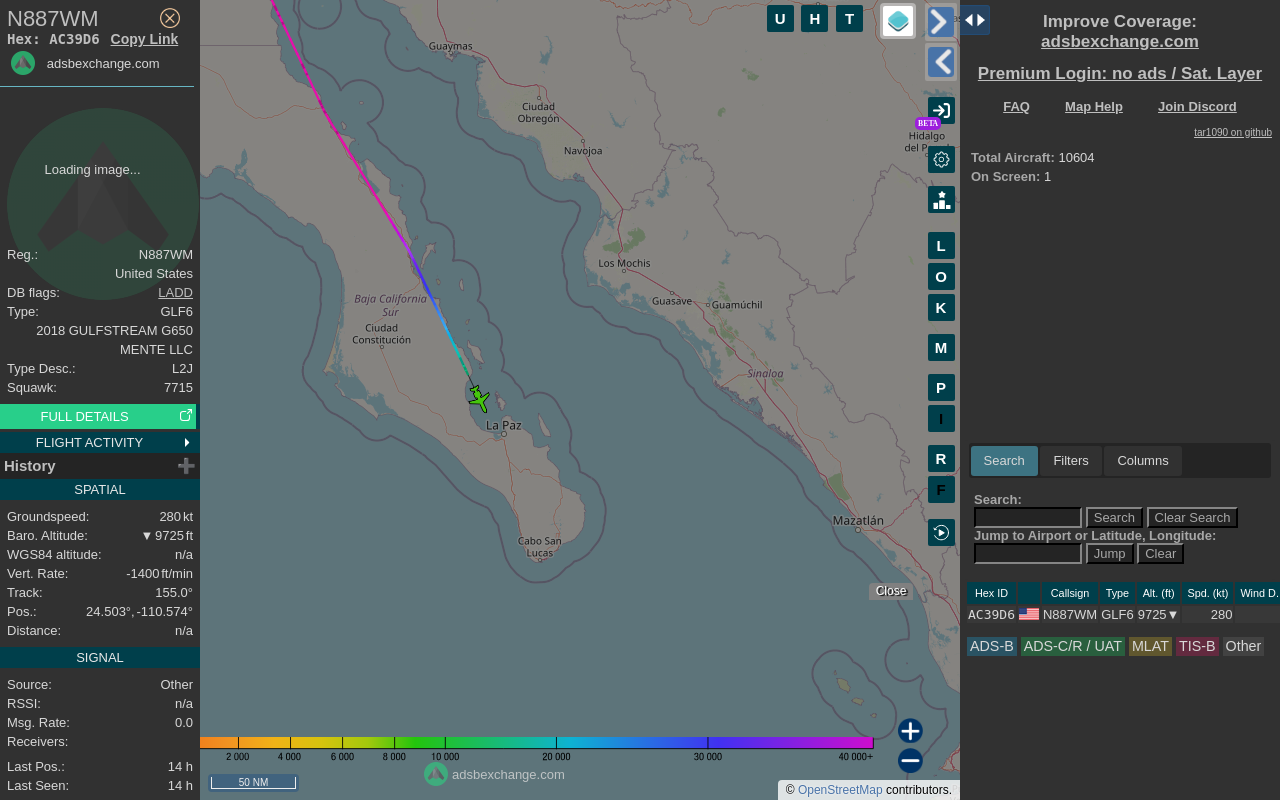 N887WM
Hex: AC39D6 Copy Link
adsbexchange.com
Loading image...
Reg.: N887WM
United States
DB flags: LADD
Type: GLF6
2018 GULFSTREAM G650
MENTE LLC
Type Desc.: L2J
Squawk: 7715
FULL DETAILS
FLIGHT ACTIVITY
History
SPATIAL
Groundspeed: 280 kt
Baro. Altitude: ▼ 9725 ft
WGS84 altitude: n/a
Vert. Rate: -1400 ft/min
Track: 155.0°
Pos.: 24.503°, -110.574°
Distance: n/a
SIGNAL
Source: Other
RSSI: n/a
Msg. Rate: 0.0
Receivers:
Last Pos.: 14 h
Last Seen: 14 h
U H T
Guaymas
Ciudad
Obregón
Navojoa
BETA
Hidalgo
Los Mochis
Guasave
Guamúchil
Baja California
Sur
Ciudad
Constitución
Sinaloa
La Paz
Mazatlán
Cabo San
Lucas
L
O
K
M
P
I
R
F
Close
2 000 4 000 6 000 8 000 10 000 20 000 30 000 40 000+
50 NM
adsbexchange.com
© OpenStreetMap contributors.
Improve Coverage:
adsbexchange.com
Premium Login: no ads / Sat. Layer
FAQ Map Help Join Discord
tar1090 on github
Total Aircraft: 10604
On Screen: 1
Search Filters Columns
Search:
Search Clear Search
Jump to Airport or Latitude, Longitude:
Jump Clear
Hex ID Callsign Type Alt. (ft) Spd. (kt) Wind D.
AC39D6 N887WM GLF6 9725▼ 280
ADS-B ADS-C/R / UAT MLAT TIS-B Other